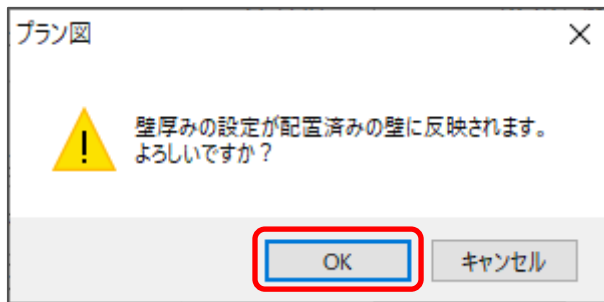 プラン図
壁厚みの設定が配置済みの壁に反映されます。
よろしいですか？
OK
キャンセル